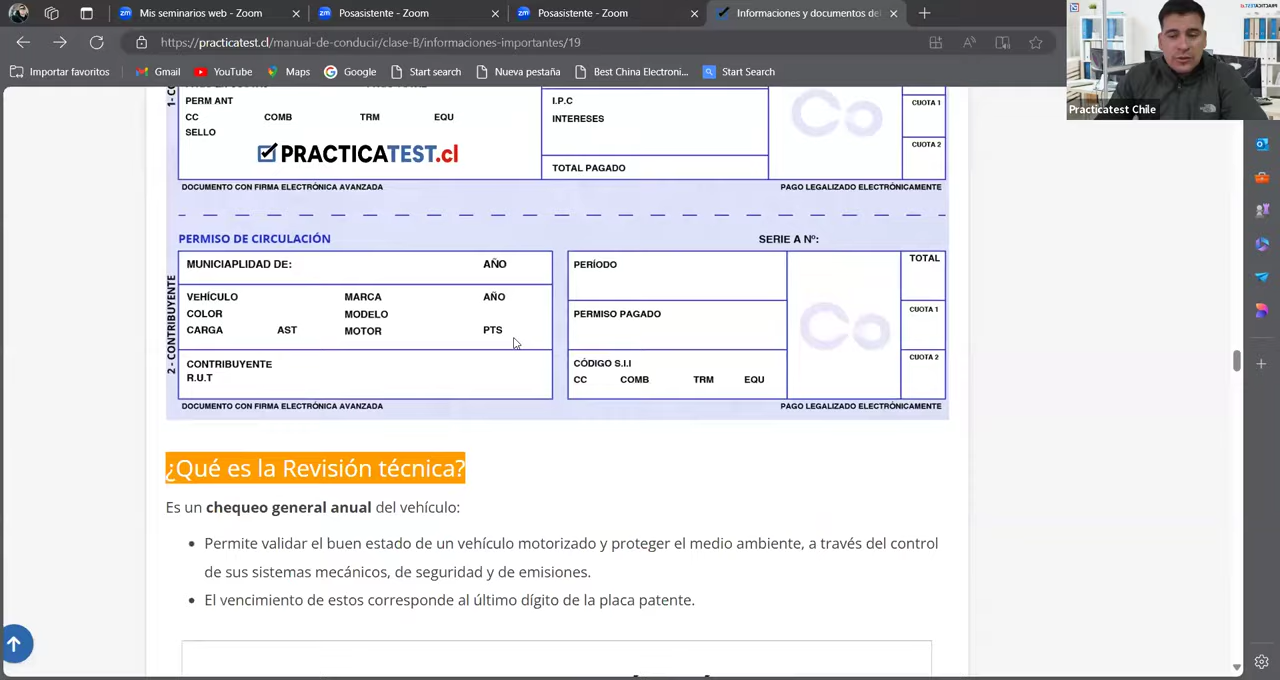 Mis seminarios web - Zoom
Posasistente - Zoom
Posasistente - Zoom
Informaciones y documentos del
https://practicatest.cl/manual-de-conducir/clase-B/informaciones-importantes/19
Importar favoritos
Gmail
YouTube
Maps
Google
Start search
Nueva pestaña
Best China Electroni...
Start Search
Practicatest Chile
PERM ANT
CC COMB TRM EQU
SELLO
PRACTICATEST.cl
I.P.C
INTERESES
TOTAL PAGADO
CUOTA 1
CUOTA 2
DOCUMENTO CON FIRMA ELECTRÓNICA AVANZADA
PAGO LEGALIZADO ELECTRÓNICAMENTE
PERMISO DE CIRCULACIÓN
SERIE A Nº:
2 - CONTRIBUYENTE
MUNICIAPLIDAD DE: AÑO
VEHÍCULO MARCA AÑO
COLOR MODELO
CARGA AST MOTOR PTS
CONTRIBUYENTE
R.U.T
PERÍODO
PERMISO PAGADO
CÓDIGO S.I.I
CC COMB TRM EQU
Co
TOTAL
CUOTA 1
CUOTA 2
DOCUMENTO CON FIRMA ELECTRÓNICA AVANZADA
PAGO LEGALIZADO ELECTRÓNICAMENTE
¿Qué es la Revisión técnica?
Es un chequeo general anual del vehículo:
Permite validar el buen estado de un vehículo motorizado y proteger el medio ambiente, a través del control
de sus sistemas mecánicos, de seguridad y de emisiones.
El vencimiento de estos corresponde al último dígito de la placa patente.